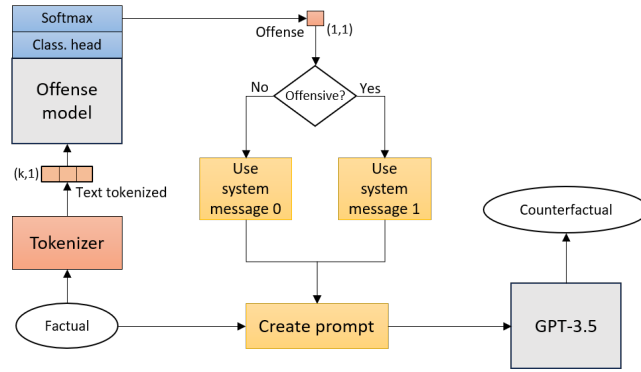 Softmax
Class. head
Offense
model
(k,1)
Text tokenized
Tokenizer
Factual
Offense
(1,1)
Offensive?
No
Yes
Use
system
message 0
Use
system
message 1
Create prompt
GPT-3.5
Counterfactual